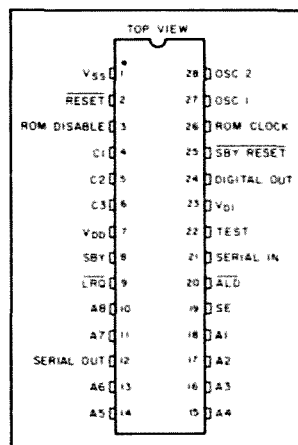 TOP VIEW
VSS 1 28 OSC 2
RESET 2 27 OSC 1
ROM DISABLE 3 26 ROM CLOCK
C1 4 25 SBY RESET
C2 5 24 DIGITAL OUT
C3 6 23 VD1
VDD 7 22 TEST
SBY 8 21 SERIAL IN
LRQ 9 20 ALD
A8 10 19 SE
A7 11 18 A1
SERIAL OUT 12 17 A2
A6 13 16 A3
A5 14 15 A4